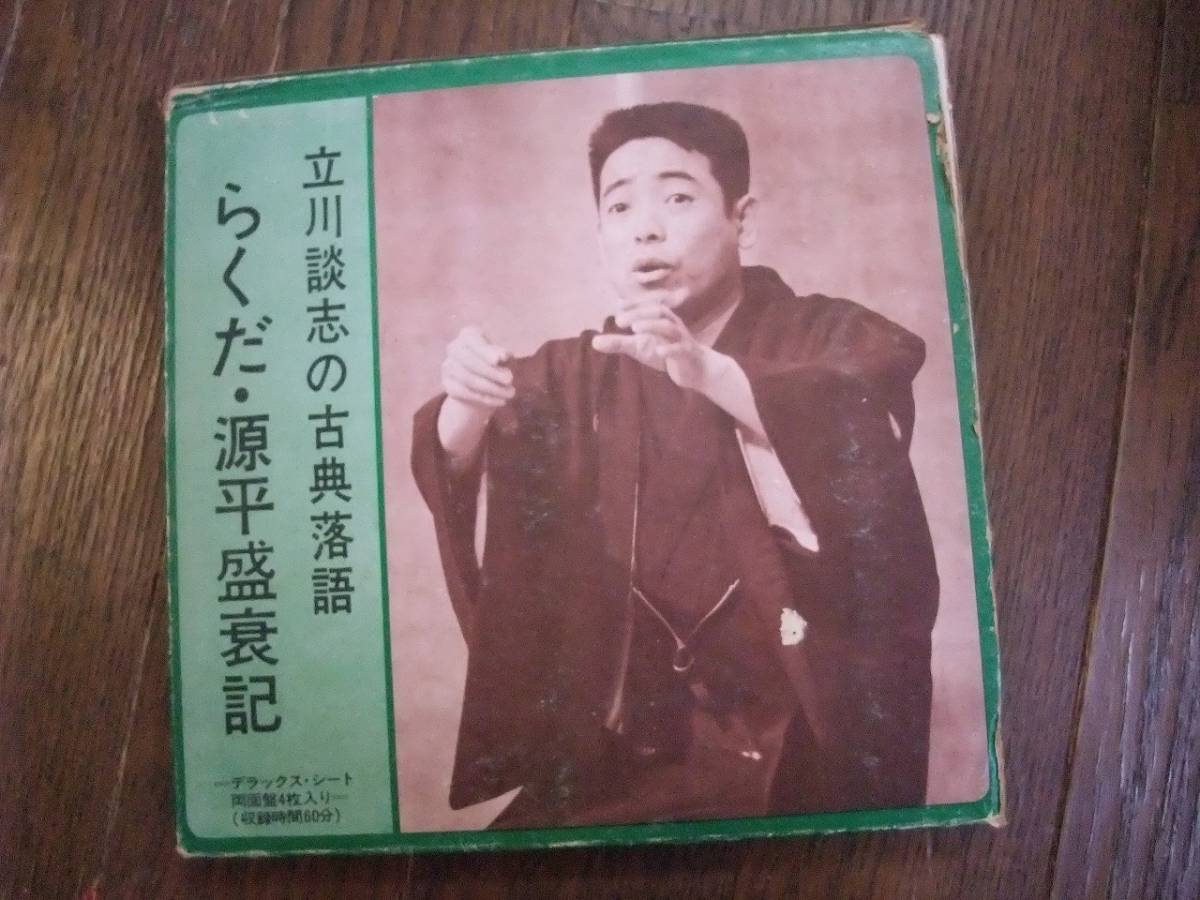 立川談志の古典落語
らくだ・源平盛衰記
―デラックス・シート
両面盤4枚入り―
(収録時間60分)